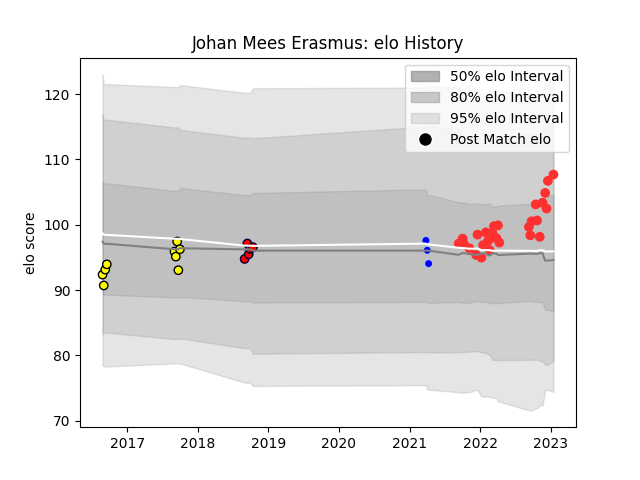 Johan Mees Erasmus: elo History
50% elo Interval
80% elo Interval
95% elo Interval
Post Match elo
elo score
120
110
100
90
80
70
2017
2018
2019
2020
2021
2022
2023